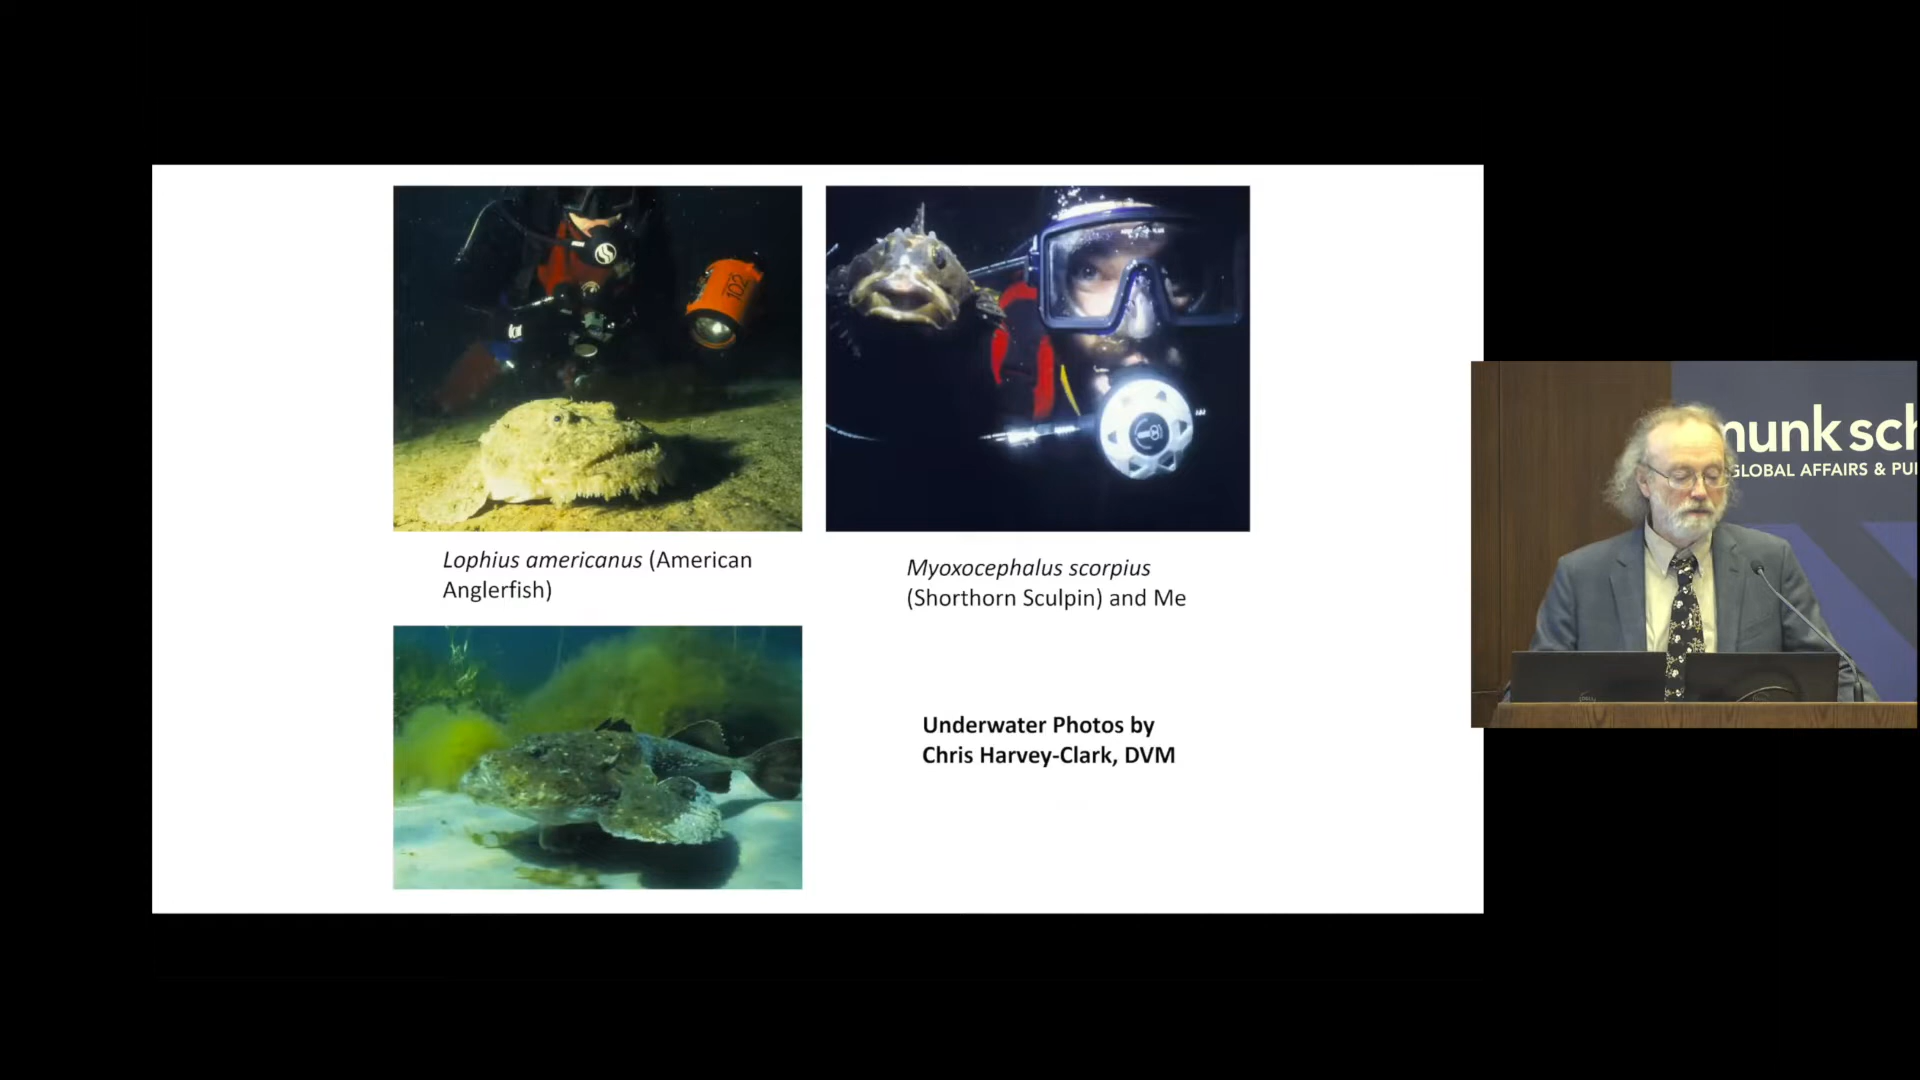 102
Lophius americanus (American
Anglerfish)
Myoxocephalus scorpius
(Shorthorn Sculpin) and Me
Underwater Photos by
Chris Harvey-Clark, DVM
munk sch
GLOBAL AFFAIRS & PU